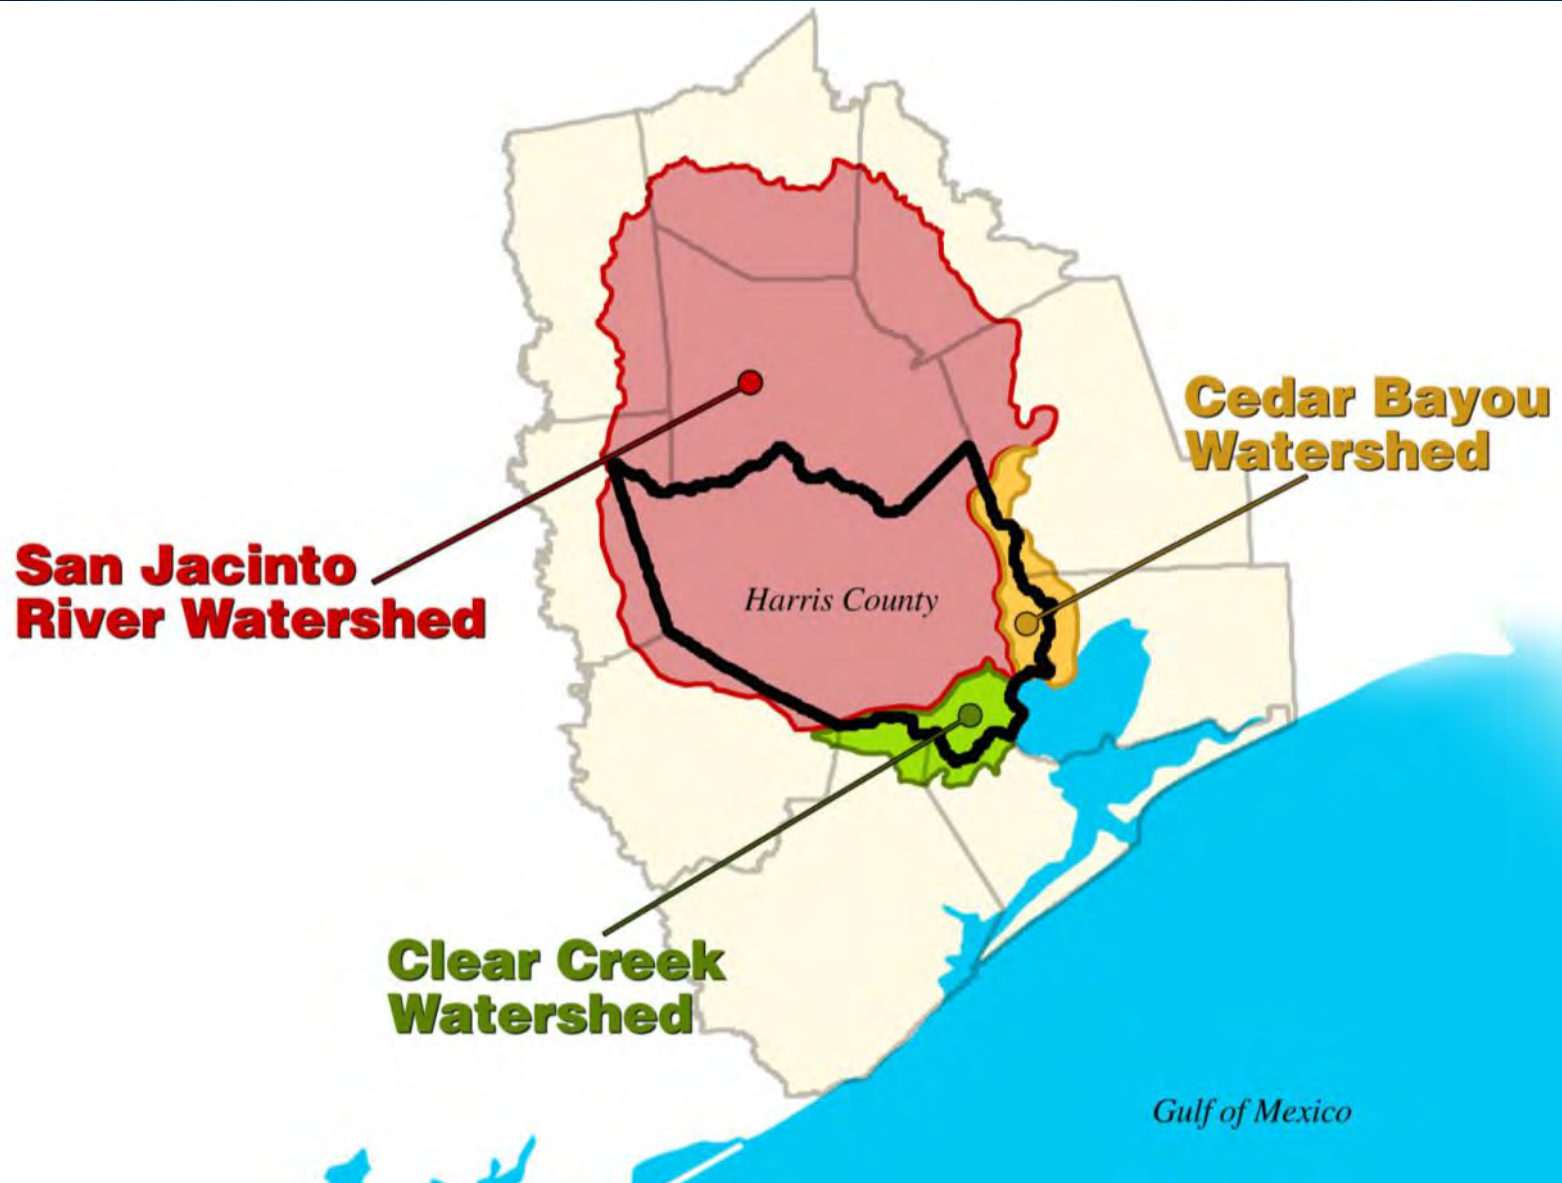 Cedar Bayou
Watershed
San Jacinto
River Watershed
Harris County
Clear Creek
Watershed
Gulf of Mexico